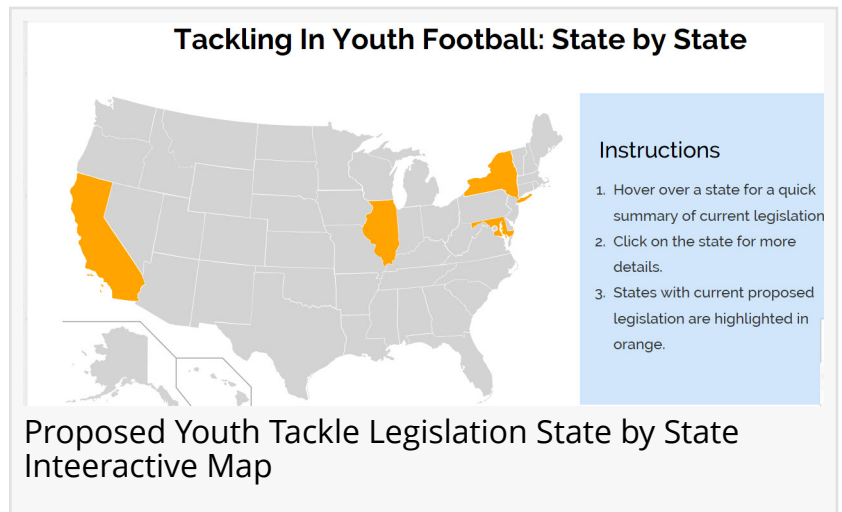 Tackling In Youth Football: State by State
Instructions
1. Hover over a state for a quick
summary of current legislation
2. Click on the state for more
details.
3. States with current proposed
legislation are highlighted in
orange.
Proposed Youth Tackle Legislation State by State
Inteeractive Map